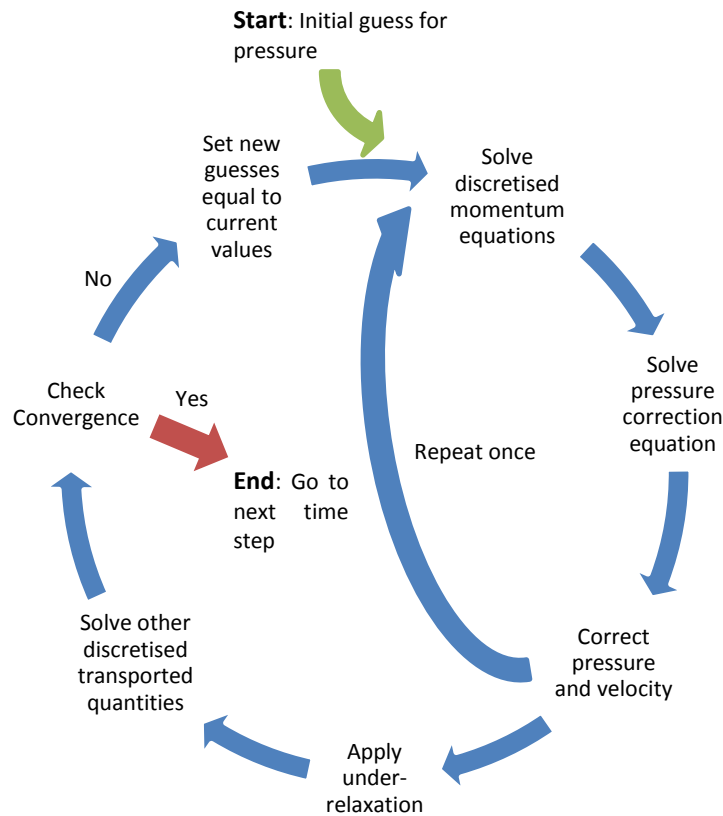 Start: Initial guess for
pressure
Set new
guesses
equal to
current
values
Solve
discretised
momentum
equations
No
Solve
pressure
correction
equation
Check
Convergence
Yes
Repeat once
End: Go to
next time
step
Solve other
discretised
transported
quantities
Correct
pressure
and velocity
Apply
under-
relaxation